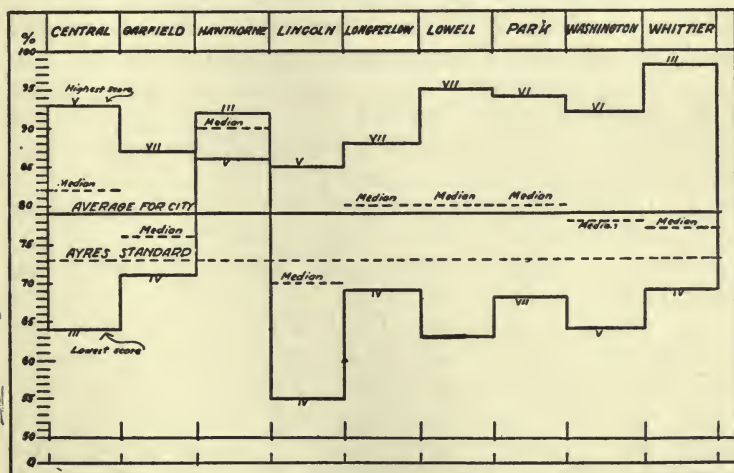 % CENTRAL GARFIELD HAWTHORNE LINCOLN LONGFELLOW LOWELL PARK WASHINGTON WHITTIER
100
III
95
VII
VI
V Highest score
VI
III
90
Median
VII
VII
85
V
V
Median
80
Median Median Median
AVERAGE FOR CITY
Median
Median
Median
75
AYRES STANDARD
70
IV
Median
IV
IV
VII
65
III
V
Lowest score
60
55
IV
50
0